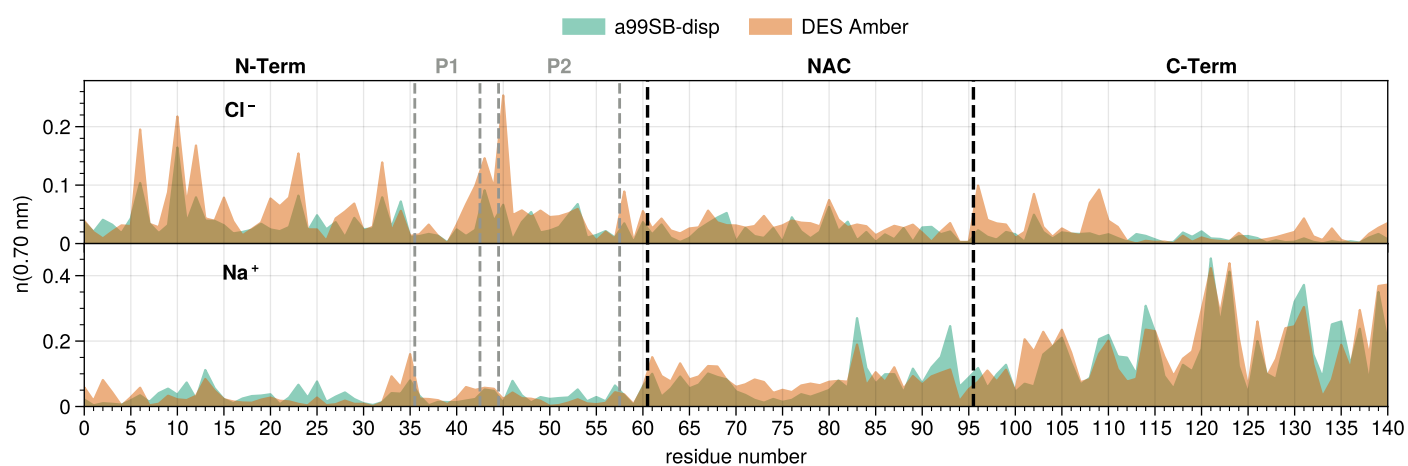 a99SB-disp DES Amber
N-Term P1 P2 NAC C-Term
Cl⁻
0.2
0.1
0
n(0.70 nm)
Na⁺
0.4
0.2
0
0 5 10 15 20 25 30 35 40 45 50 55 60 65 70 75 80 85 90 95 100 105 110 115 120 125 130 135 140
residue number